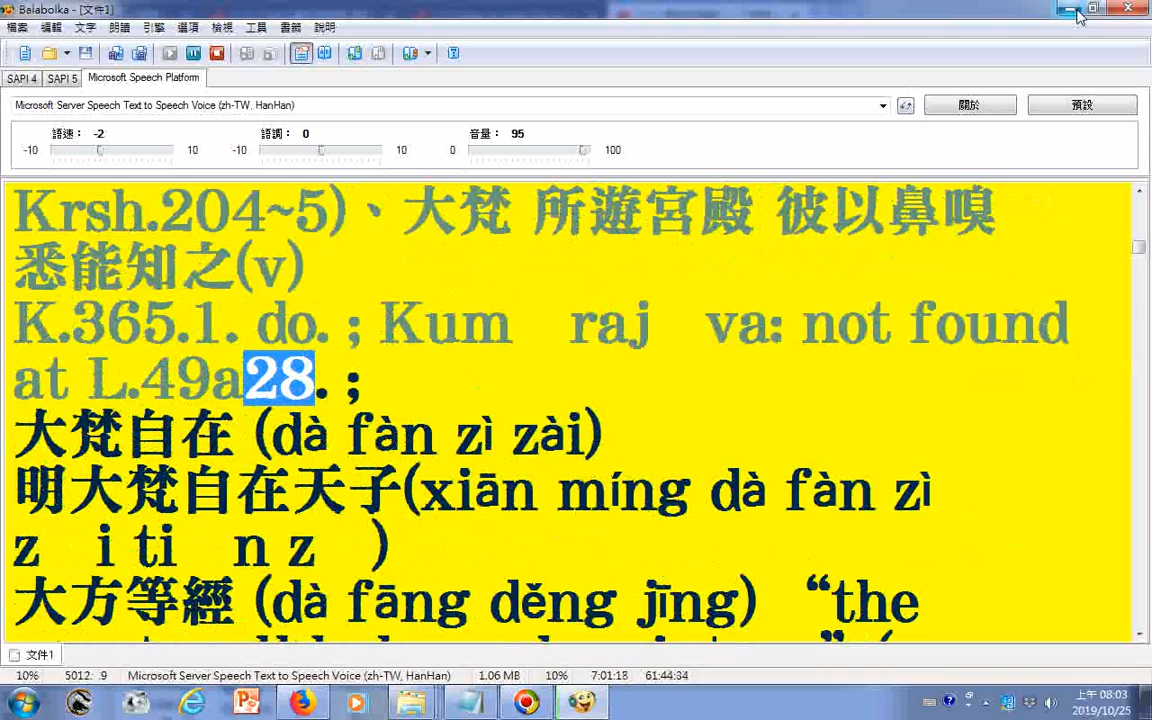 Balabolka - [文件1]
檔案 編輯 文字 朗讀 引擎 選項 檢視 工具 書籤 說明
SAPI 4 SAPI 5 Microsoft Speech Platform
Microsoft Server Speech Text to Speech Voice (zh-TW, HanHan)
關於 預設
語速： -2 語調： 0 音量： 95
-10 10 -10 10 0 100
Krsh.204~5)、大梵 所遊宮殿 彼以鼻嗅
悉能知之(v)
K.365.1. do. ; Kum raj va: not found
at L.49a28. ;
大梵自在 (dà fàn zì zài)
明大梵自在天子(xiān míng dà fàn zì
z i ti n z )
大方等經 (dà fāng děng jīng) “the
文件1
10% 5012: .9 Microsoft Server Speech Text to Speech Voice (zh-TW, HanHan) 1.06 MB 10% 7:01:18 61:44:34
上午 08:03
2019/10/25